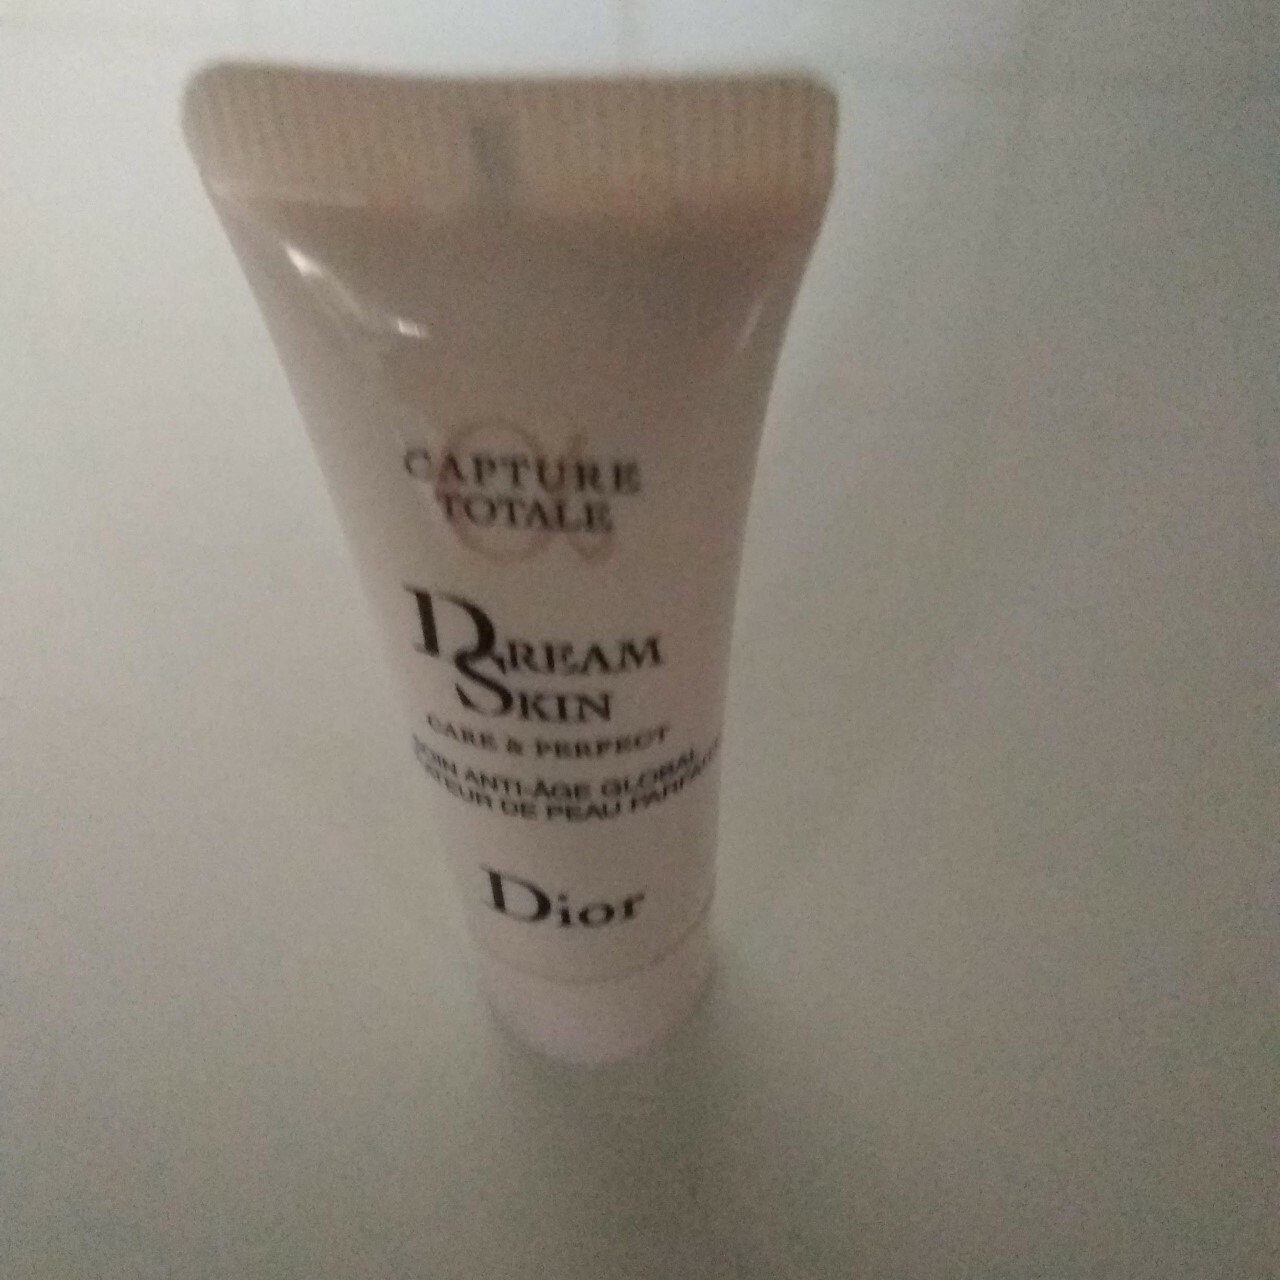 CAPTURE
TOTALE
DREAM
SKIN
CARE & PERFECT
SOIN ANTI-ÂGE GLOBAL
DE PEAU
Dior